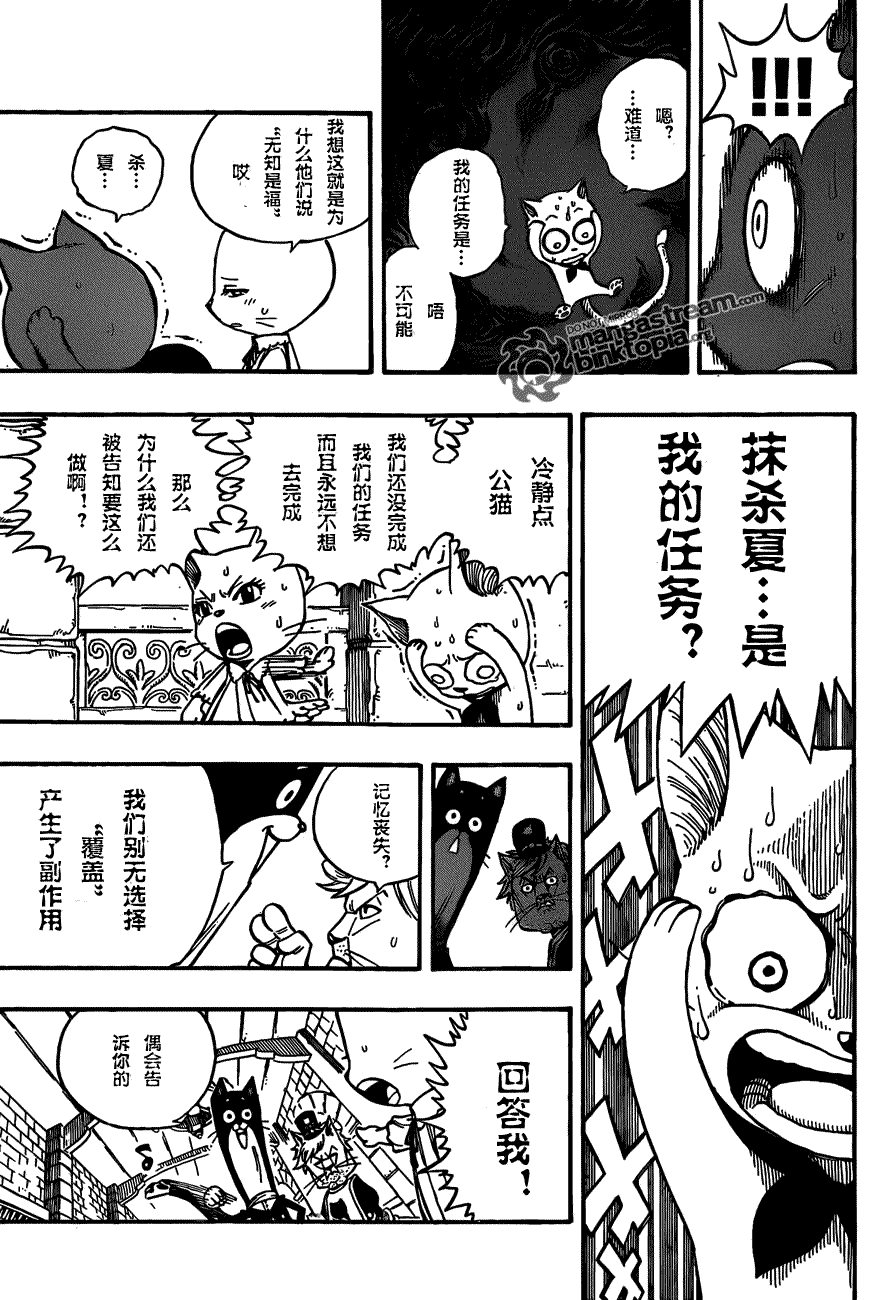 !!!
嗯?
…难道…
我的任务是…
唔
不可能
我想这就是为
什么他们说
“无知是福”
哎
杀…
夏…
抹杀夏…是
我的任务?
冷静点
公猫
我们还没完成
我们的任务
而且永远不想
去完成
那么
为什么我们还
被告知要这么
做啊!?
记忆丧失?
我们别无选择
“覆盖”
产生了副作用
回答我!
偶会告
诉你的
DO NOT MIRROR
mangastream.com
binktopia.org